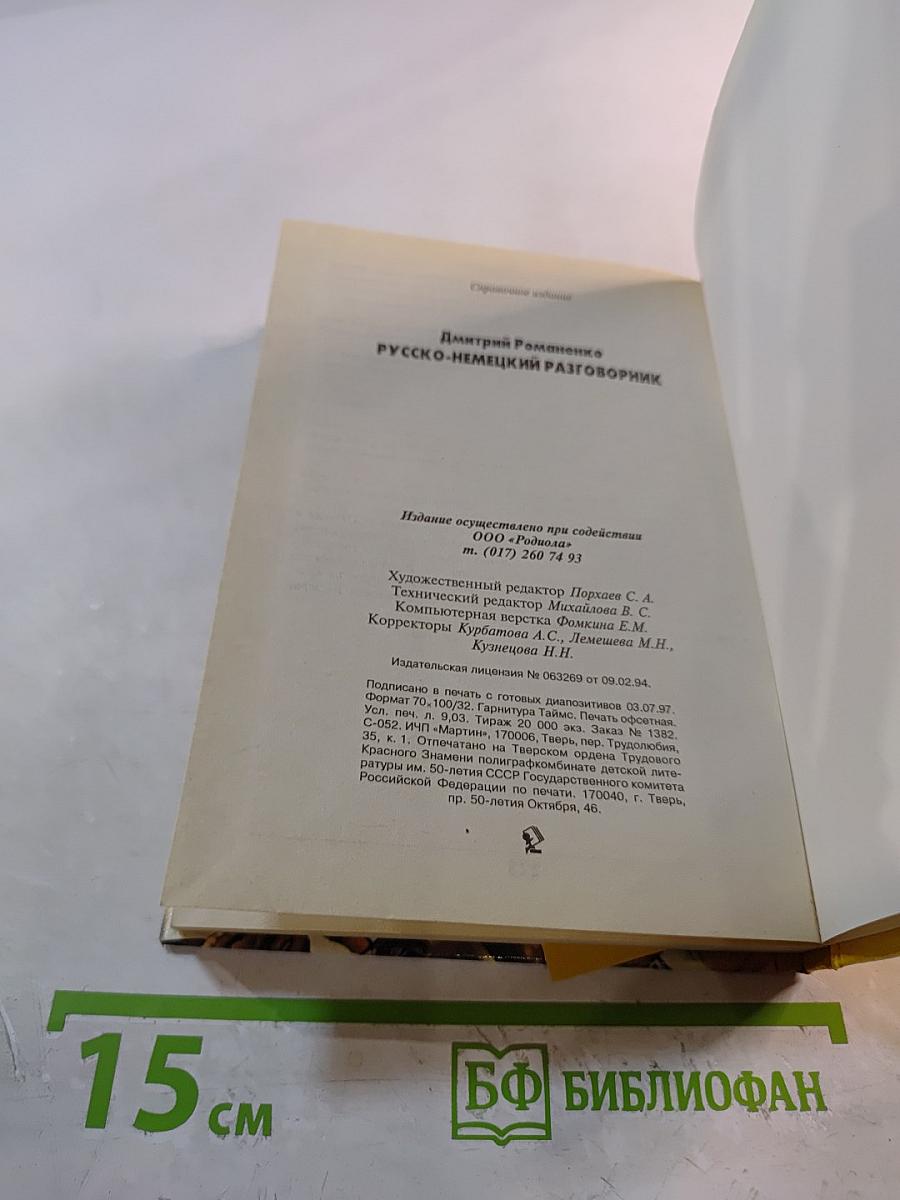 Справочное издание
Дмитрий Романенко
РУССКО-НЕМЕЦКИЙ РАЗГОВОРНИК
Издание осуществлено при содействии
ООО «Родиола»
т. (017) 260 74 93
Художественный редактор Порхаев С. А.
Технический редактор Михайлова В. С.
Компьютерная верстка Фомкина Е.М.
Корректоры Курбатова А.С., Лемешева М.Н.,
Кузнецова Н.Н.
Издательская лицензия № 063269 от 09.02.94.
Подписано в печать с готовых диапозитивов 03.07.97.
Формат 70×100/32. Гарнитура Таймс. Печать офсетная.
Усл. печ. л. 9,03. Тираж 20 000 экз. Заказ № 1382.
С-052. ИЧП «Мартин», 170006, Тверь, пер. Трудолюбия,
35, к. 1. Отпечатано на Тверском ордена Трудового
Красного Знамени полиграфкомбинате детской лите-
ратуры им. 50-летия СССР Государственного комитета
Российской Федерации по печати. 170040, г. Тверь,
пр. 50-летия Октября, 46.
15 см
БФ БИБЛИОФАН